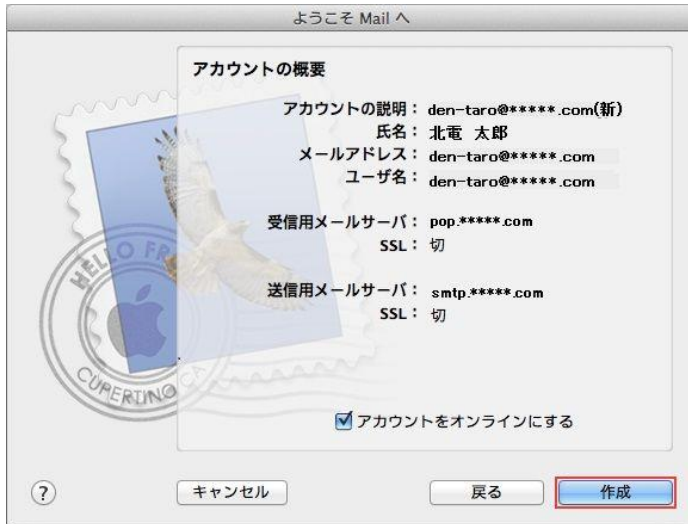 ようこそ Mail へ
アカウントの概要
アカウントの説明： den-taro@*****.com(新)
氏名： 北電 太郎
メールアドレス： den-taro@*****.com
ユーザ名： den-taro@*****.com
受信用メールサーバ： pop.*****.com
SSL： 切
送信用メールサーバ： smtp.*****.com
SSL： 切
HELLO FR
CUPERTINO CA
アカウントをオンラインにする
?
キャンセル
戻る
作成